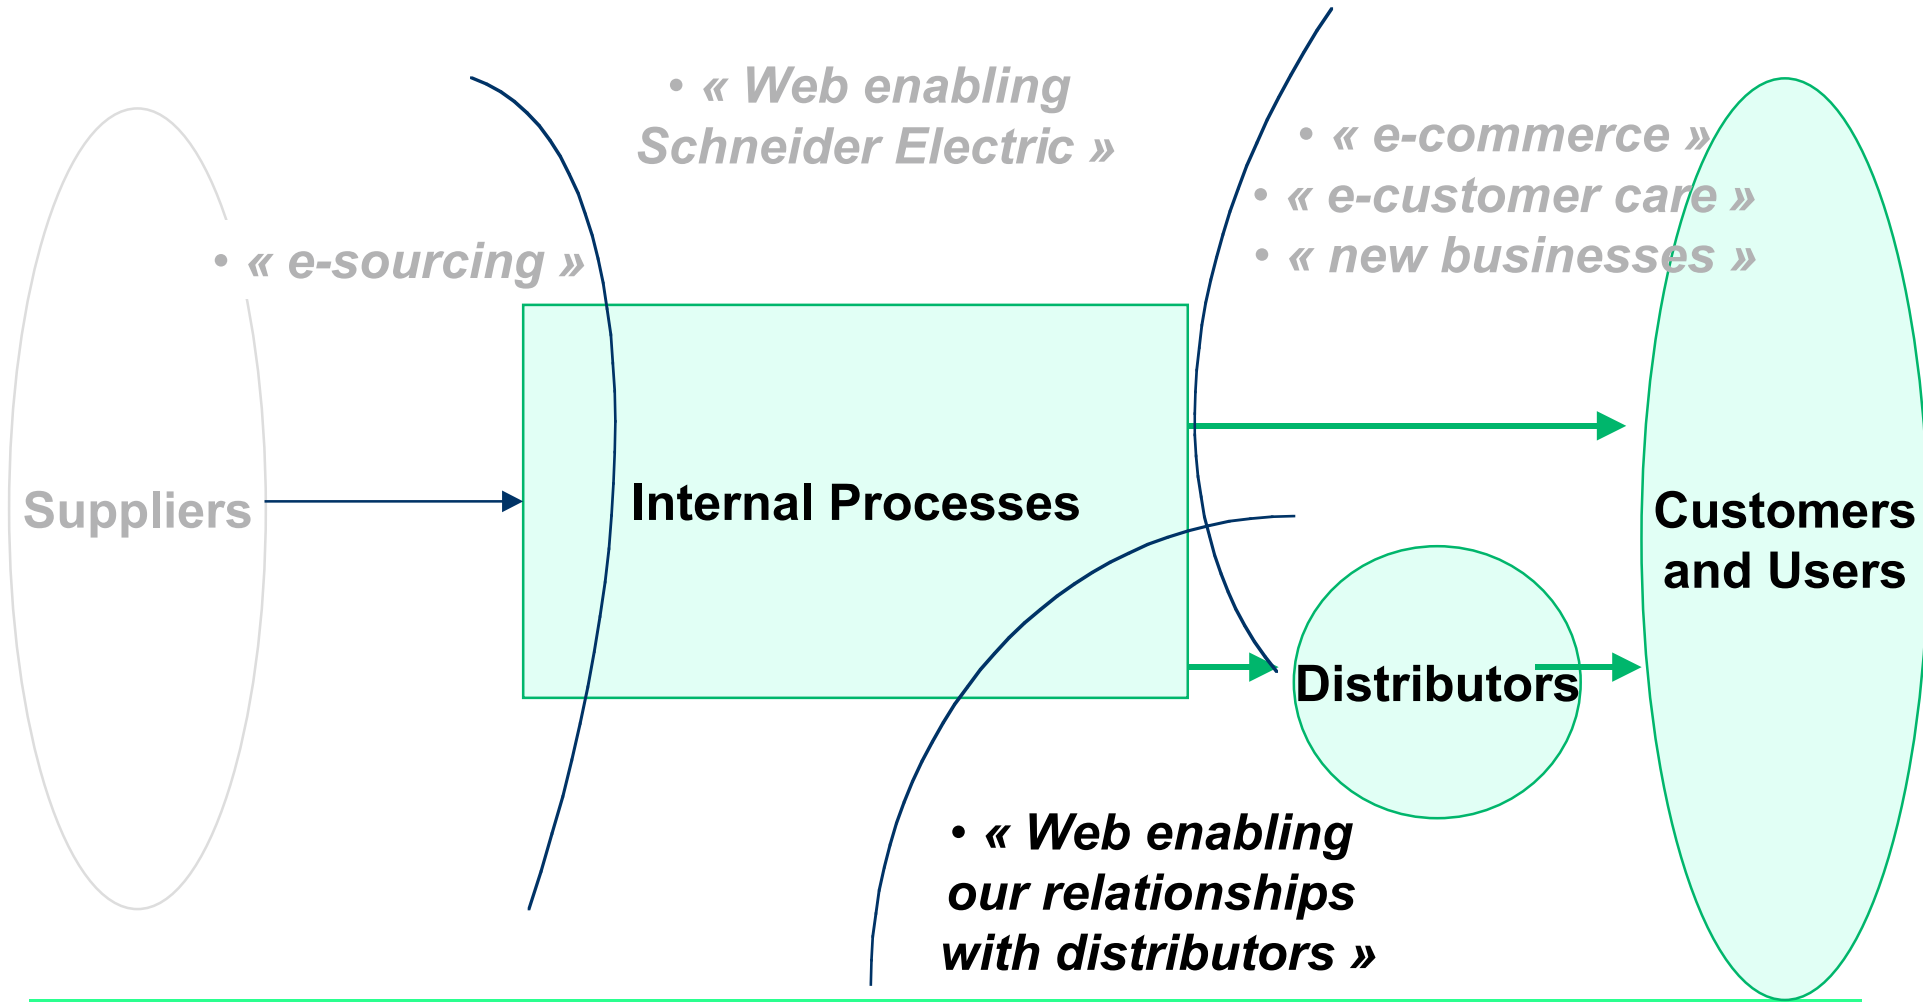 • « Web enabling
Schneider Electric »
• « e-commerce »
• « e-customer care »
• « new businesses »
• « e-sourcing »
Suppliers
Internal Processes
Customers
and Users
Distributors
• « Web enabling
our relationships
with distributors »